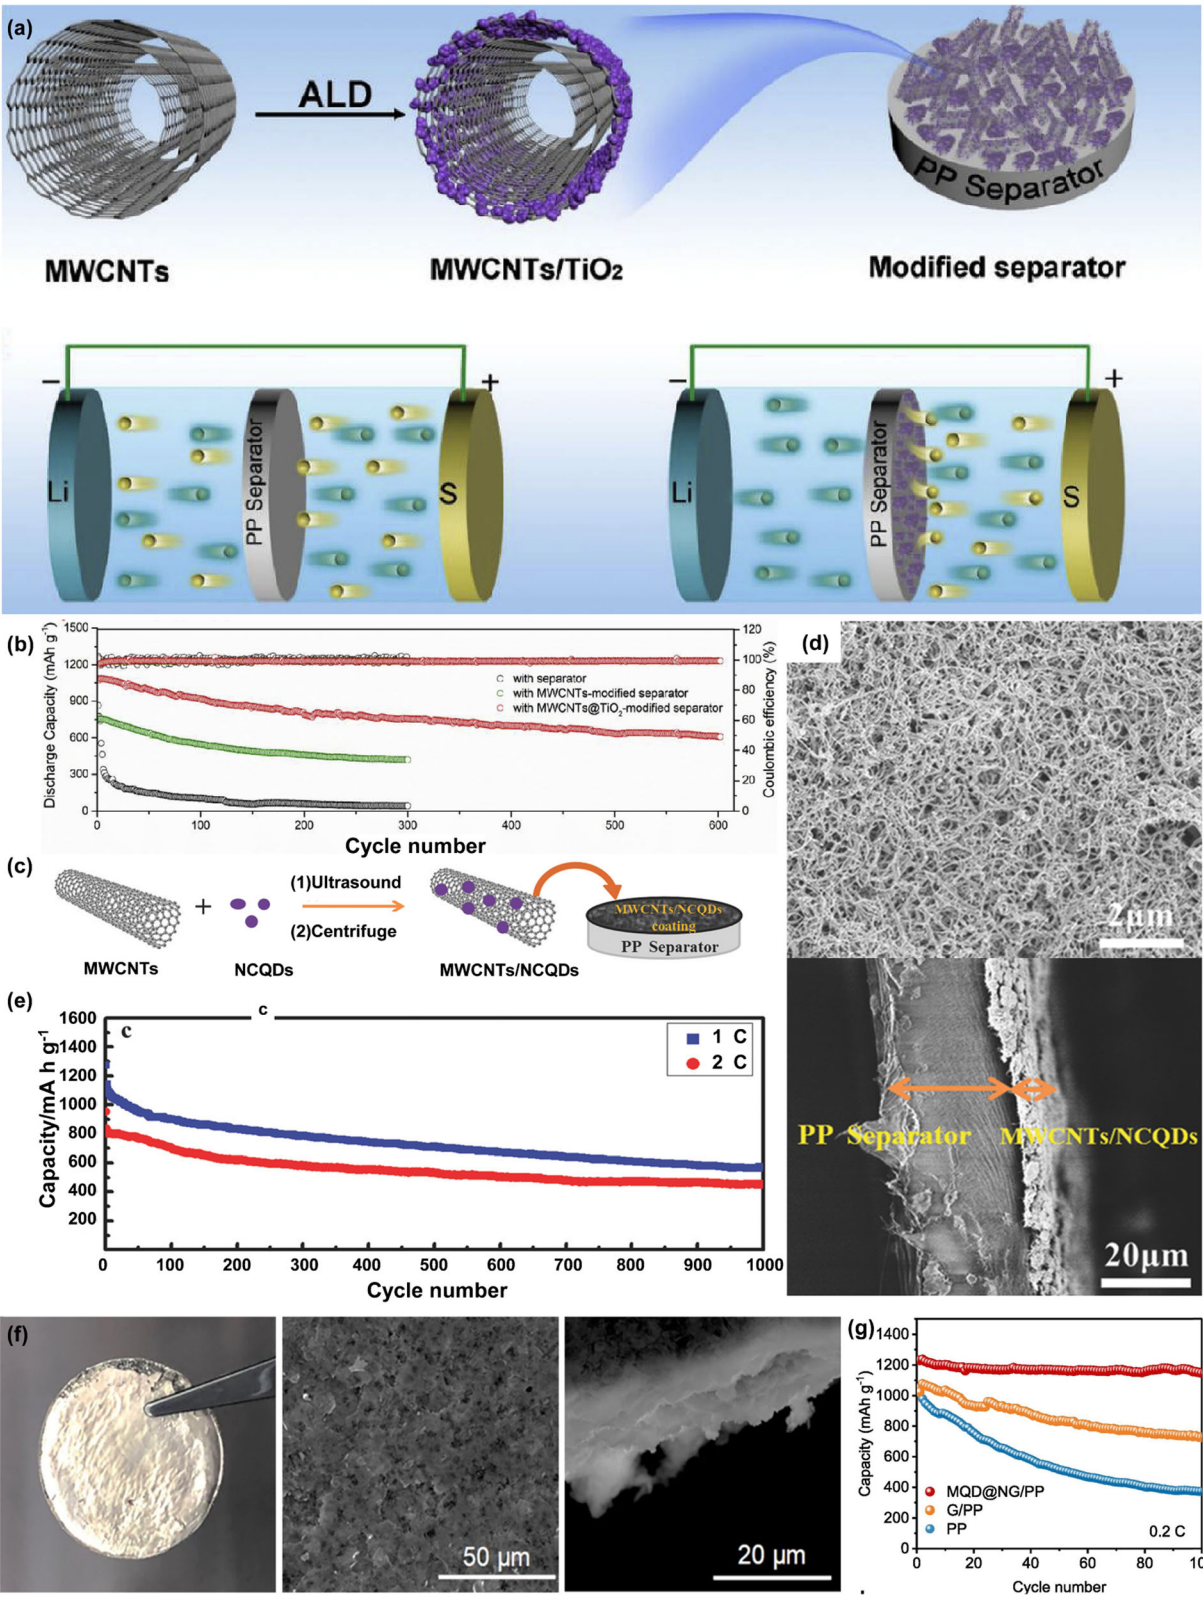 (a)
ALD
PP Separator
MWCNTs
MWCNTs/TiO2
Modified separator
−
+
Li
PP Separator
S
−
+
Li
PP Separator
S
(b)
Discharge Capacity (mAh g-1)
1500
1200
900
600
300
0
120
100
80
60
40
20
0
Coulombic efficiency (%)
with separator
with MWCNTs-modified separator
with MWCNTs@TiO2-modified separator
0 100 200 300 400 500 600
Cycle number
(c)
MWCNTs
+
NCQDs
(1)Ultrasound
(2)Centrifuge
MWCNTs/NCQDs
MWCNTs/NCQDs
coating
PP Separator
(d)
2μm
PP Separator
MWCNTs/NCQDs
20μm
(e)
c
c
Capacity/mA h g-1
1600
1400
1200
1000
800
600
400
200
1 C
2 C
0 100 200 300 400 500 600 700 800 900 1000
Cycle number
(f)
50 μm
20 μm
(g)
Capacity (mAh g-1)
1400
1200
1000
800
600
400
200
0
MQD@NG/PP
G/PP
PP
0.2 C
0 20 40 60 80 10
Cycle number